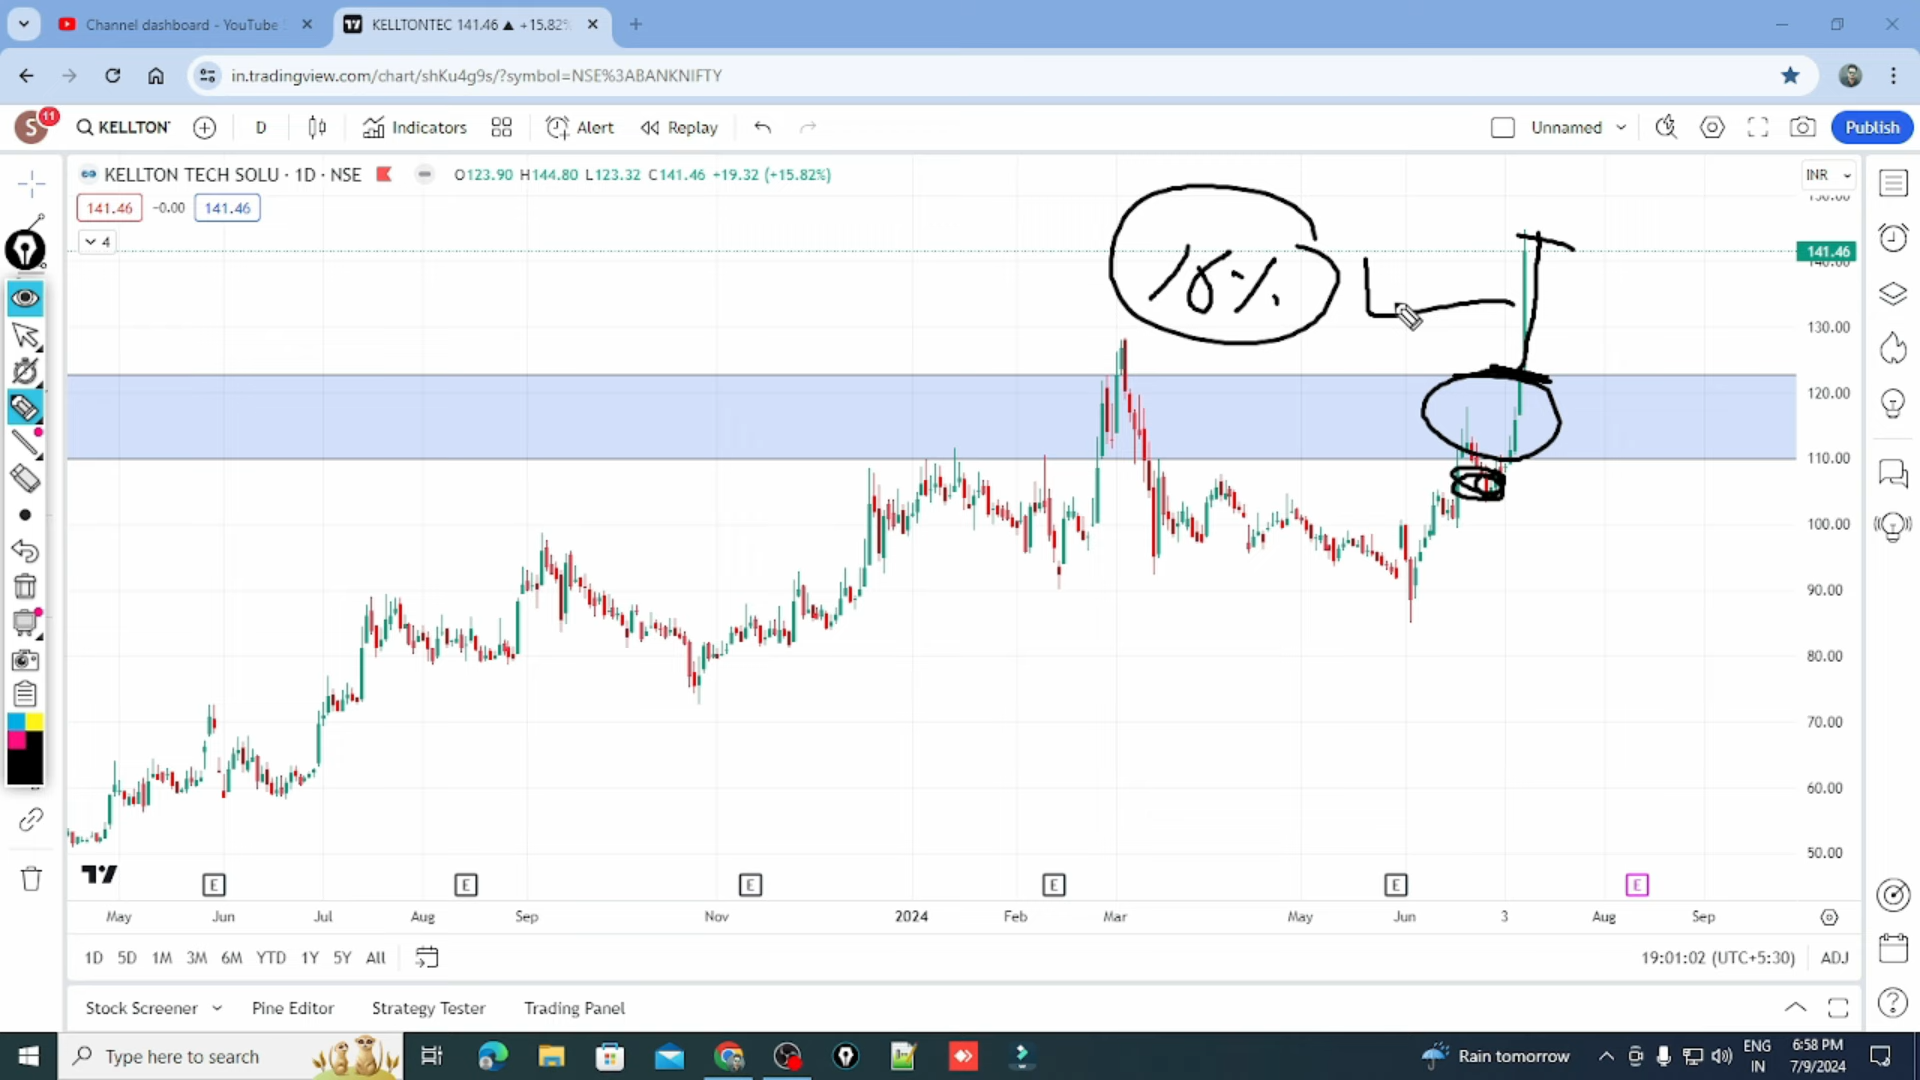 Channel dashboard - YouTube
KELLTONTEC 141.46 ▲ +15.82%
in.tradingview.com/chart/shKu4g9s/?symbol=NSE%3ABANKNIFTY
S 11 KELLTON D Indicators Alert Replay Unnamed Publish
KELLTON TECH SOLU · 1D · NSE O123.90 H144.80 L123.32 C141.46 +19.32 (+15.82%) INR
141.46 -0.00 141.46
4
150.00
141.46
140.00
130.00
120.00
110.00
100.00
90.00
80.00
70.00
60.00
50.00
E E E E E E
May Jun Jul Aug Sep Nov 2024 Feb Mar May Jun 3 Aug Sep
1D 5D 1M 3M 6M YTD 1Y 5Y All 19:01:02 (UTC+5:30) ADJ
Stock Screener Pine Editor Strategy Tester Trading Panel
Type here to search Rain tomorrow ENG IN 6:58 PM 7/9/2024